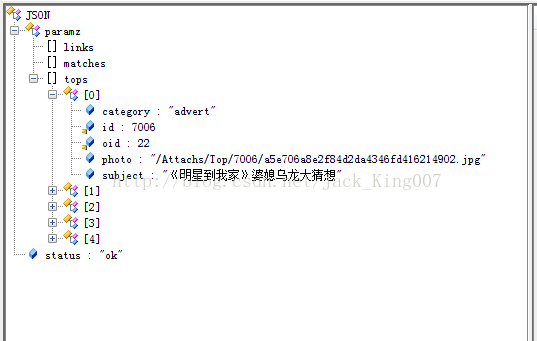 JSON
paramz
[] links
[] matches
[] tops
[0]
category : "advert"
id : 7006
oid : 22
photo : "/Attachs/Top/7006/a5e706a8e2f84d2da4346fd416214902.jpg"
subject : "《明星到我家》婆媳乌龙大猜想"
http://blog.csdn.net/Jack_King007
[1]
[2]
[3]
[4]
status : "ok"